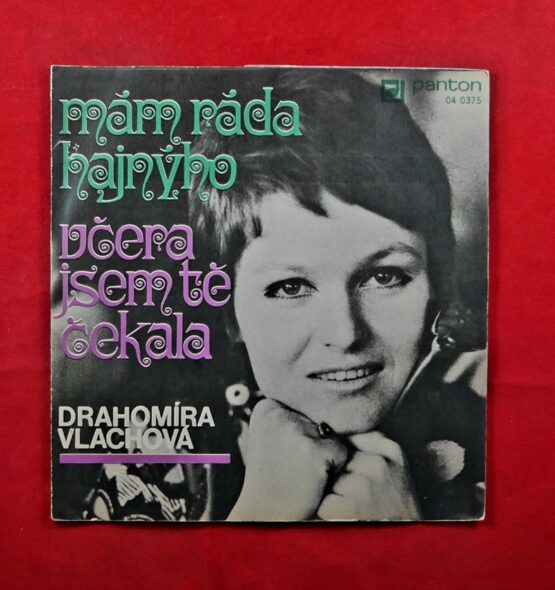 mám ráda
hajnýho
včera
jsem tě
čekala
DRAHOMÍRA
VLACHOVÁ
panton
04 0375